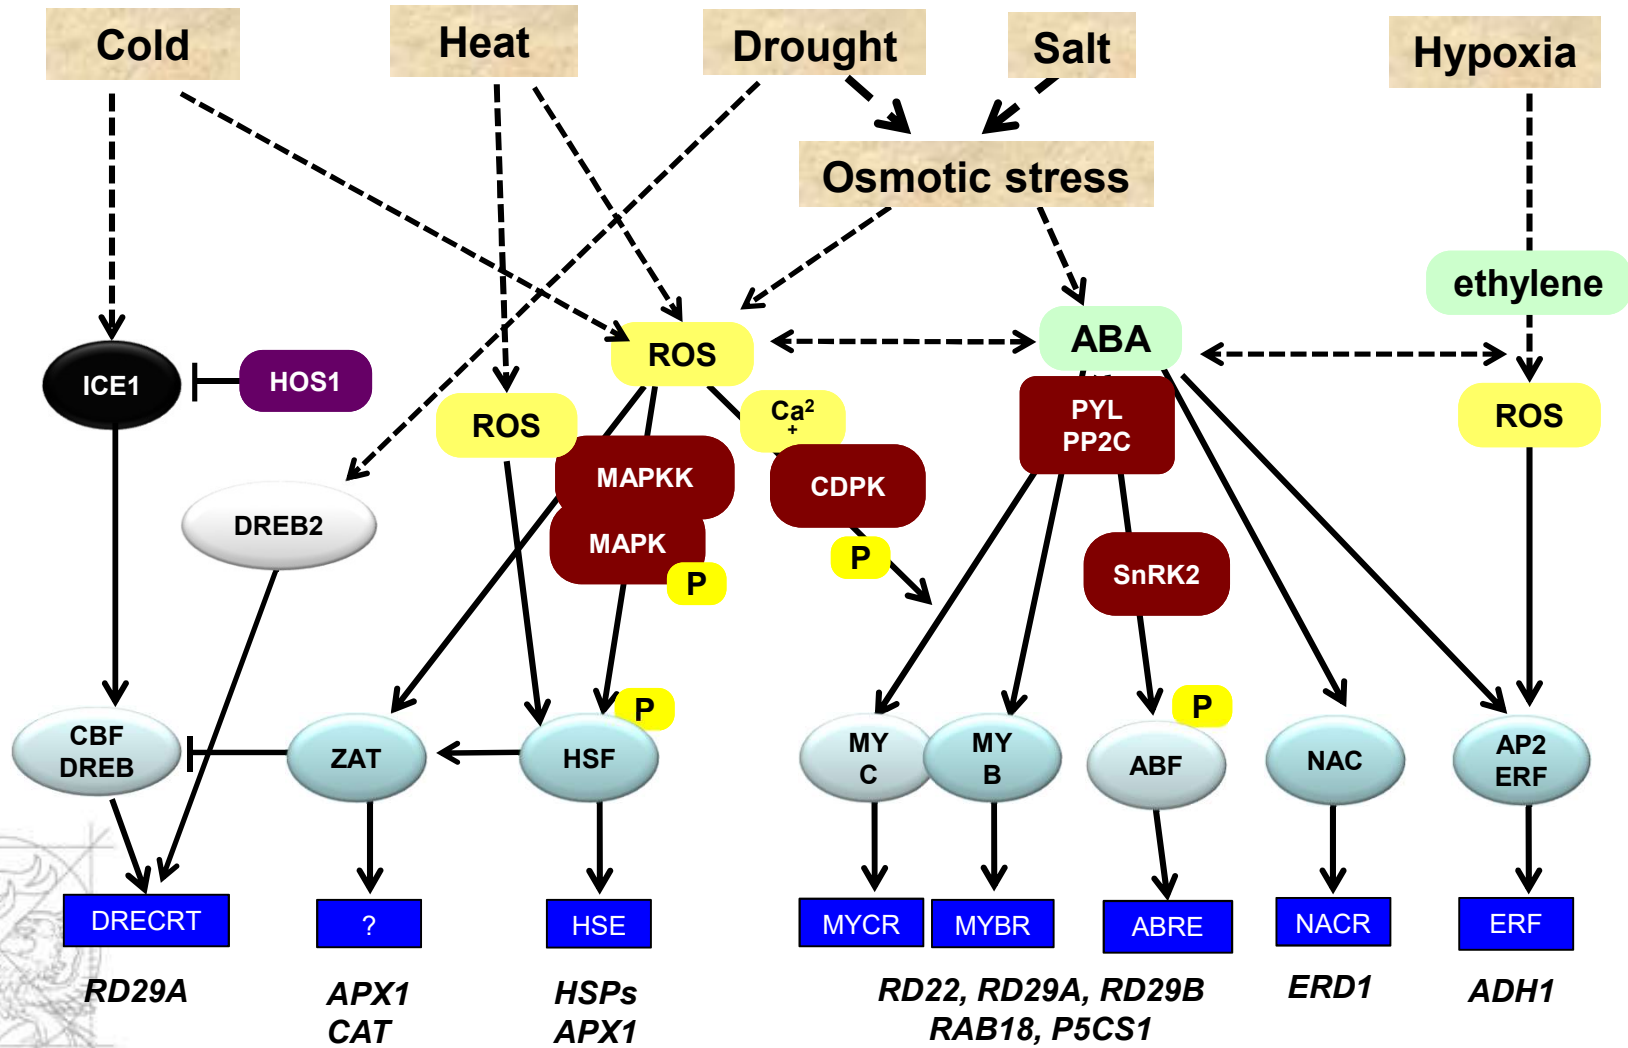 Cold
Heat
Drought
Salt
Hypoxia
Osmotic stress
ethylene
ROS
ABA
ICE1
HOS1
ROS
Ca2
+
PYL
PP2C
ROS
MAPKK
CDPK
DREB2
MAPK
P
P
SnRK2
P
P
CBF
DREB
ZAT
HSF
MY
C
MY
B
ABF
NAC
AP2
ERF
DRECRT
?
HSE
MYCR
MYBR
ABRE
NACR
ERF
RD29A
APX1
CAT
HSPs
APX1
RD22, RD29A, RD29B
RAB18, P5CS1
ERD1
ADH1